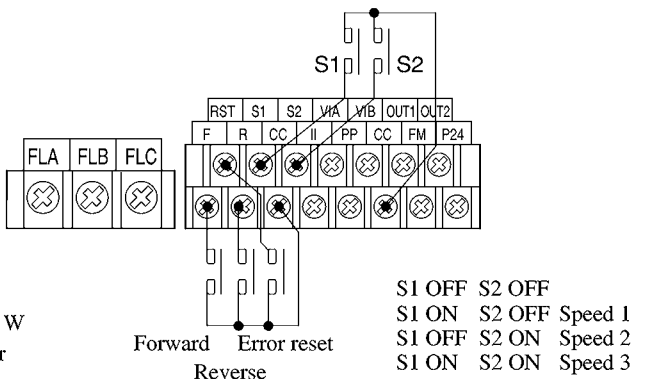 S1 S2
RST S1 S2 VIA VIB OUT1 OUT2
F R CC II PP CC FM P24
FLA FLB FLC
S1 OFF S2 OFF
W
S1 ON S2 OFF Speed 1
Forward Error reset
S1 OFF S2 ON Speed 2
r
S1 ON S2 ON Speed 3
Reverse